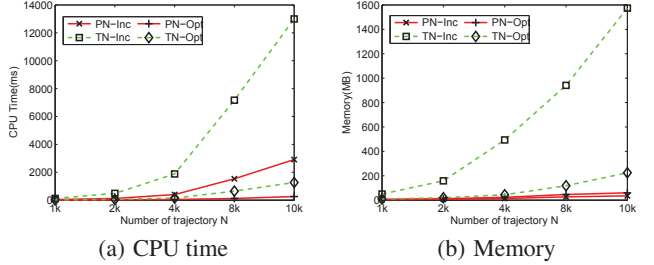 14000
12000
10000
8000
6000
4000
2000
0
CPU Time(ms)
PN−Inc
PN−Opt
TN−Inc
TN−Opt
1k 2k 4k 8k 10k
Number of trajectory N
(a) CPU time
1600
1400
1200
1000
800
600
400
200
0
Memory(MB)
PN−Inc
PN−Opt
TN−Inc
TN−Opt
1k 2k 4k 8k 10k
Number of trajectory N
(b) Memory